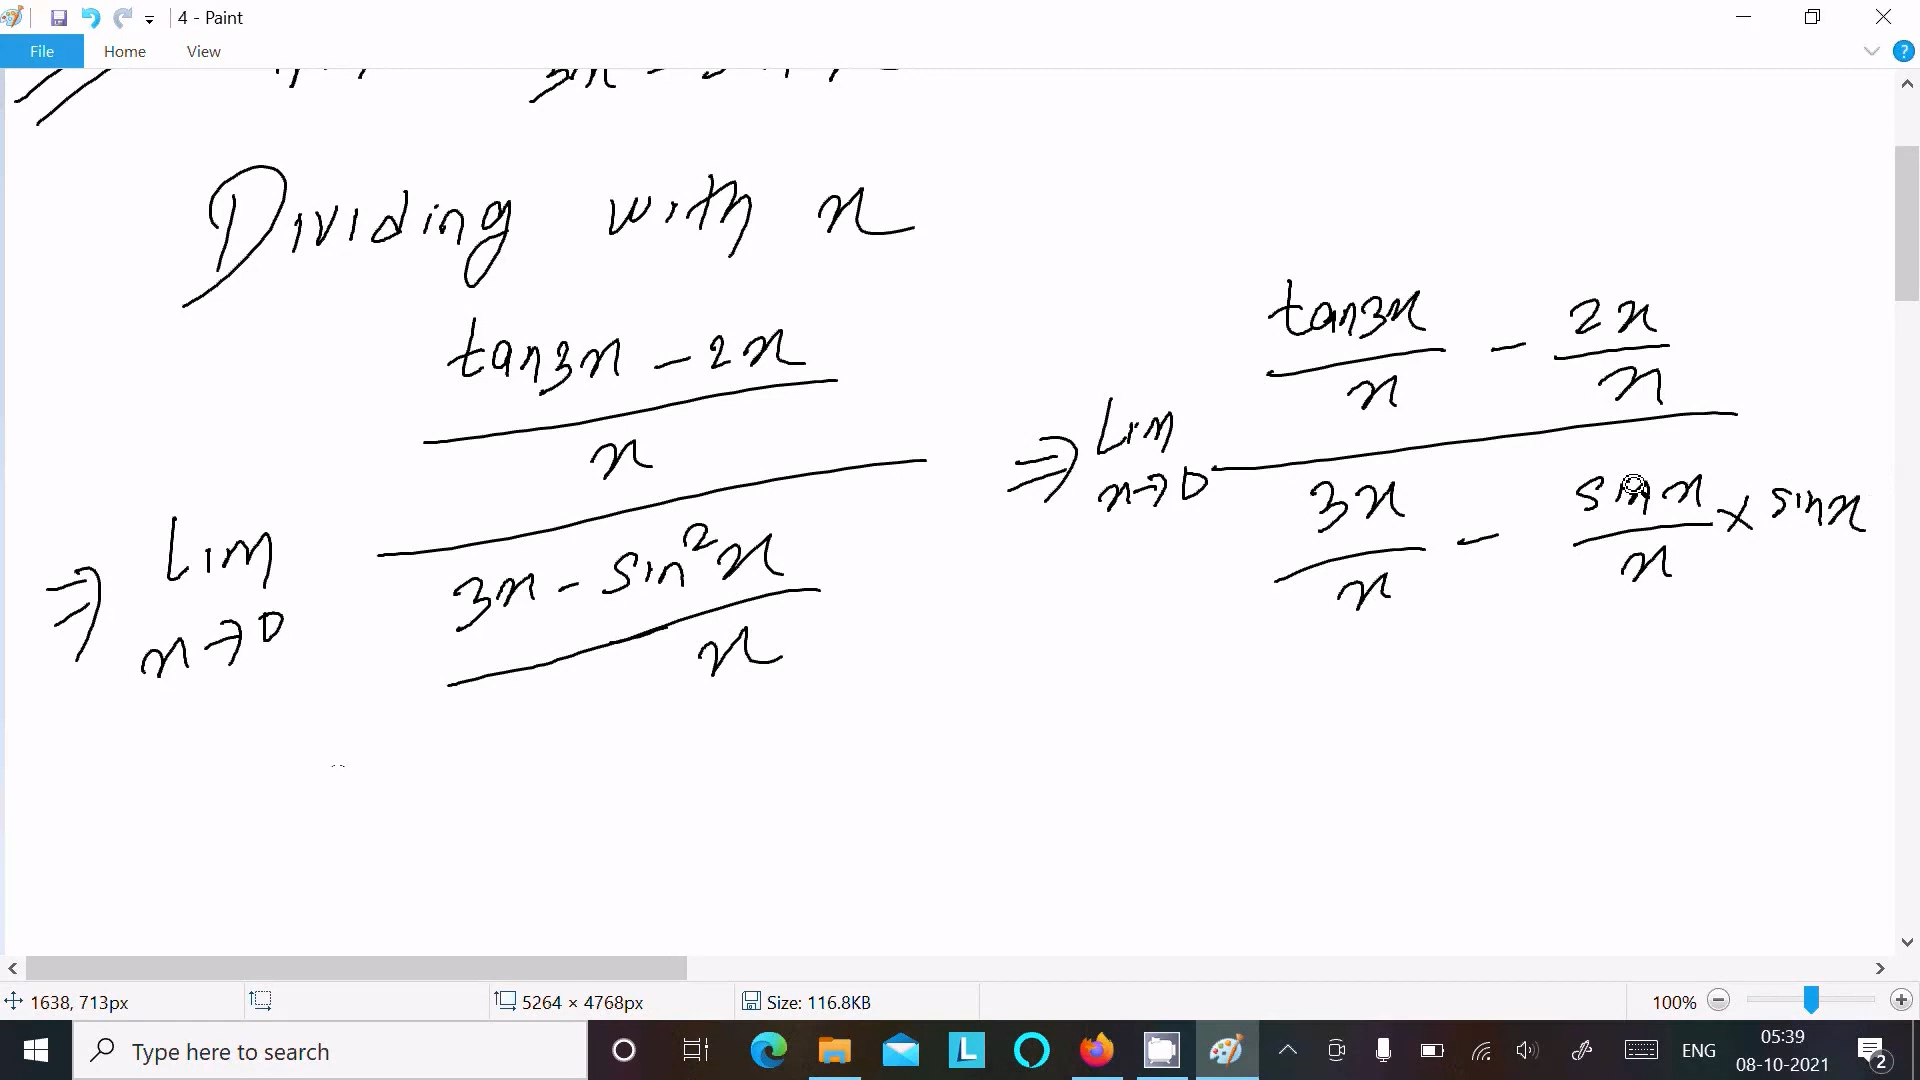 4 - Paint
File Home View
Dividing with x
⇒ Lim x→0 ((tan3x - 2x)/x) / ((3x - sin²x)/x)
⇒ Lim x→0 (tan3x/x - 2x/x) / (3x/x - sinx/x × sinx)
1638, 713px
5264 × 4768px
Size: 116.8KB
100%
Type here to search
L
ENG
05:39
08-10-2021
2